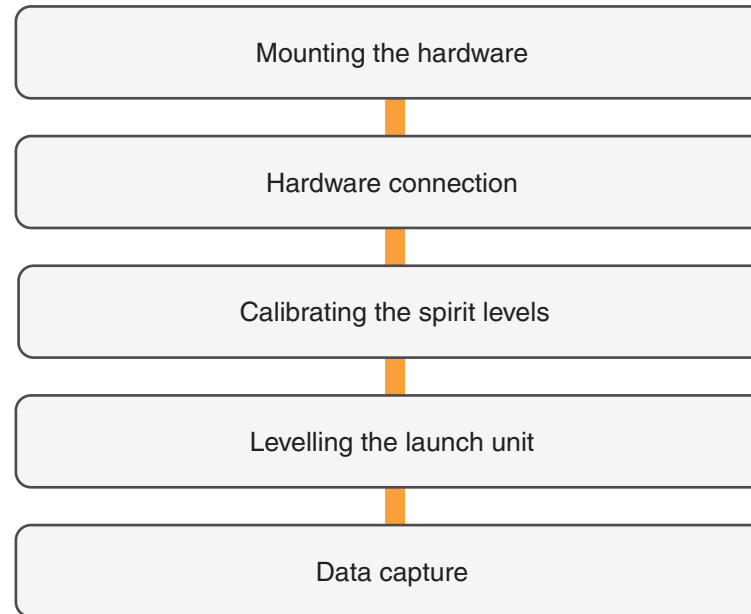 Mounting the hardware
Hardware connection
Calibrating the spirit levels
Levelling the launch unit
Data capture